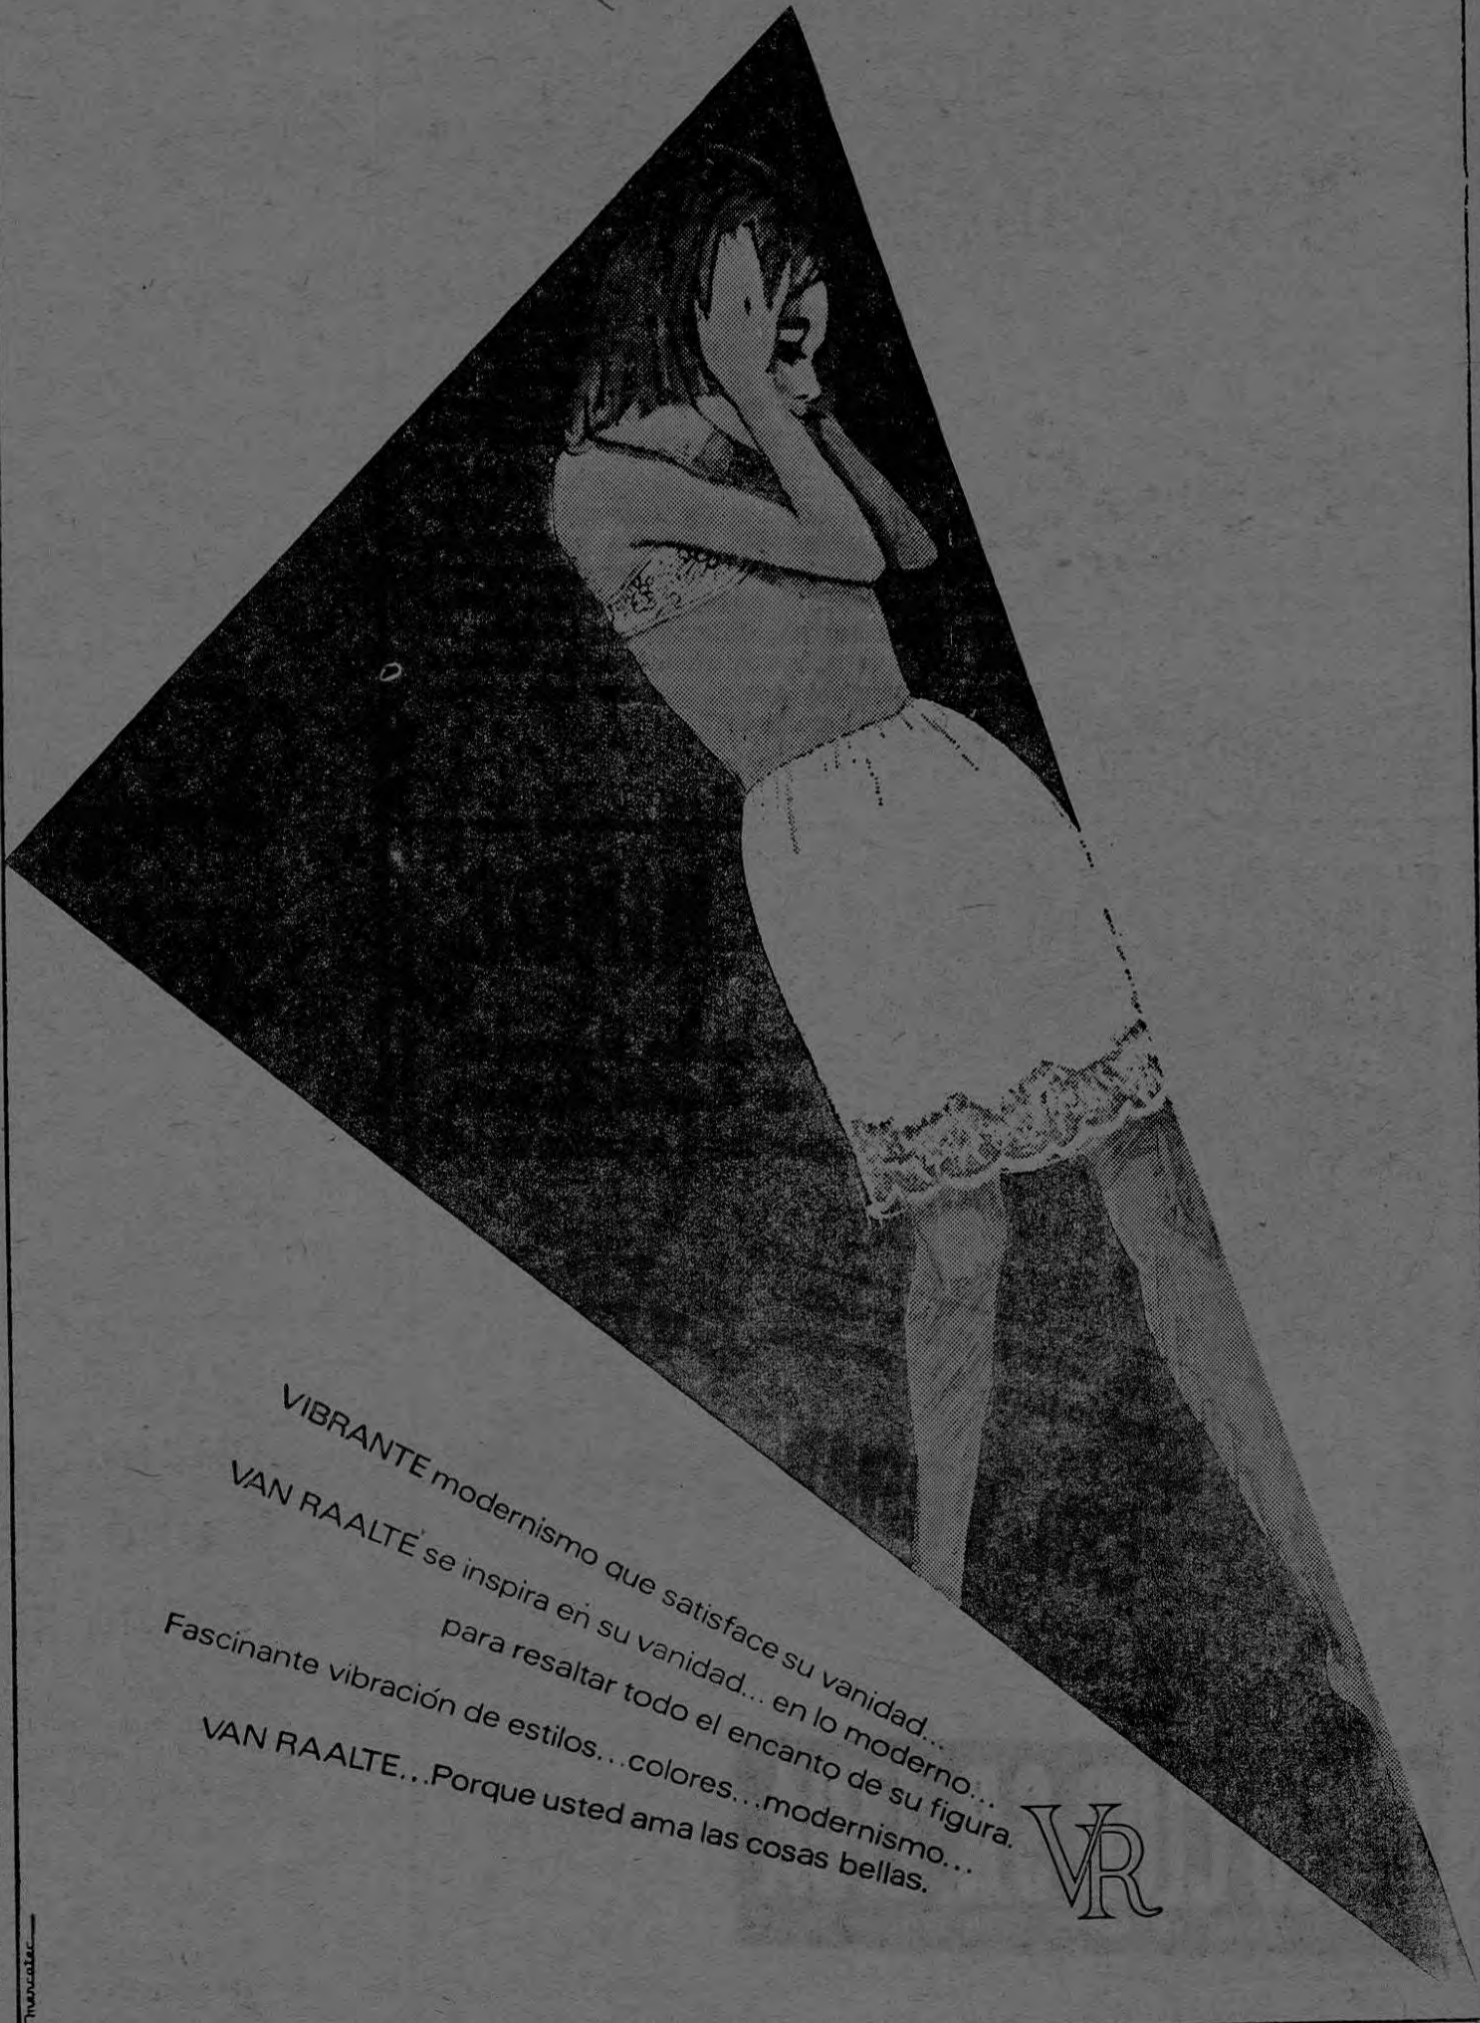 VIBRANTE modernismo que satisface su vanidad...
VAN RAALTE se inspira en su vanidad... en lo moderno...
para resaltar todo el encanto de su figura.
Fascinante vibración de estilos...colores...modernismo...
VAN RAALTE...Porque usted ama las cosas bellas.
VR
mercatec